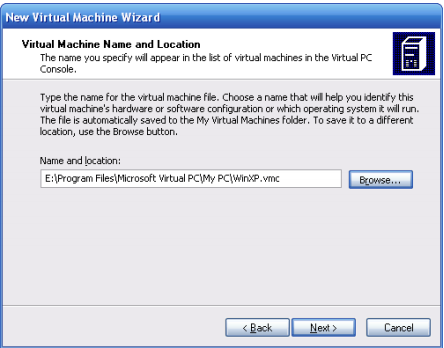 New Virtual Machine Wizard
Virtual Machine Name and Location
The name you specify will appear in the list of virtual machines in the Virtual PC
Console.
Type the name for the virtual machine file. Choose a name that will help you identify this
virtual machine's hardware or software configuration or which operating system it will run.
The file is automatically saved to the My Virtual Machines folder. To save it to a different
location, use the Browse button.
Name and location:
E:\Program Files\Microsoft Virtual PC\My PC\WinXP.vmc
Browse...
< Back
Next >
Cancel